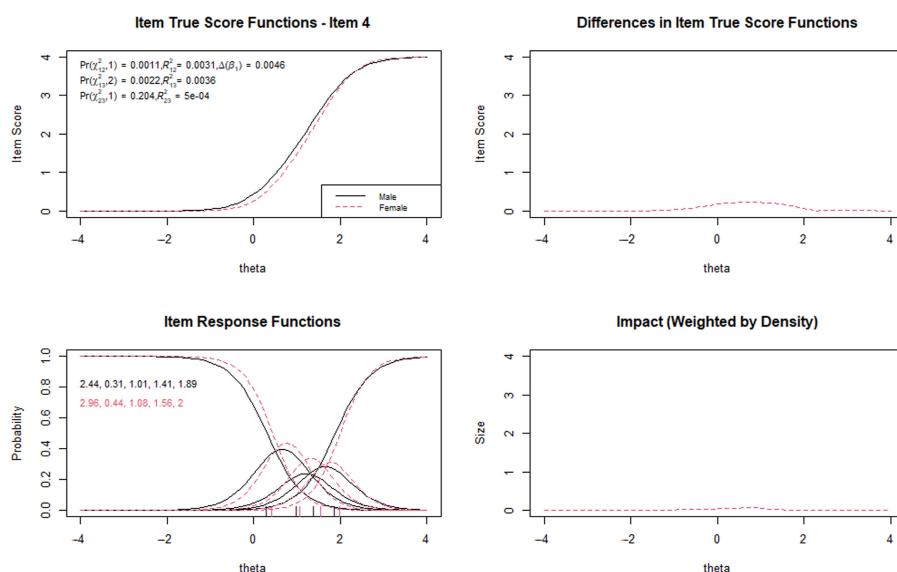 Item True Score Functions - Item 4
Pr(χ²₁₂,1) = 0.0011,R²₁₂= 0.0031,Δ(β₁) = 0.0046
Pr(χ²₁₃,2) = 0.0022,R²₁₃= 0.0036
Pr(χ²₂₃,1) = 0.204,R²₂₃ = 5e-04
Item Score
0
1
2
3
4
Male
Female
−4
−2
0
2
4
theta
Differences in Item True Score Functions
Item Score
0
1
2
3
4
−4
−2
0
2
4
theta
Item Response Functions
2.44, 0.31, 1.01, 1.41, 1.89
2.96, 0.44, 1.08, 1.56, 2
Probability
0.0
0.2
0.4
0.6
0.8
1.0
−4
−2
0
2
4
theta
Impact (Weighted by Density)
Size
0
1
2
3
4
−4
−2
0
2
4
theta